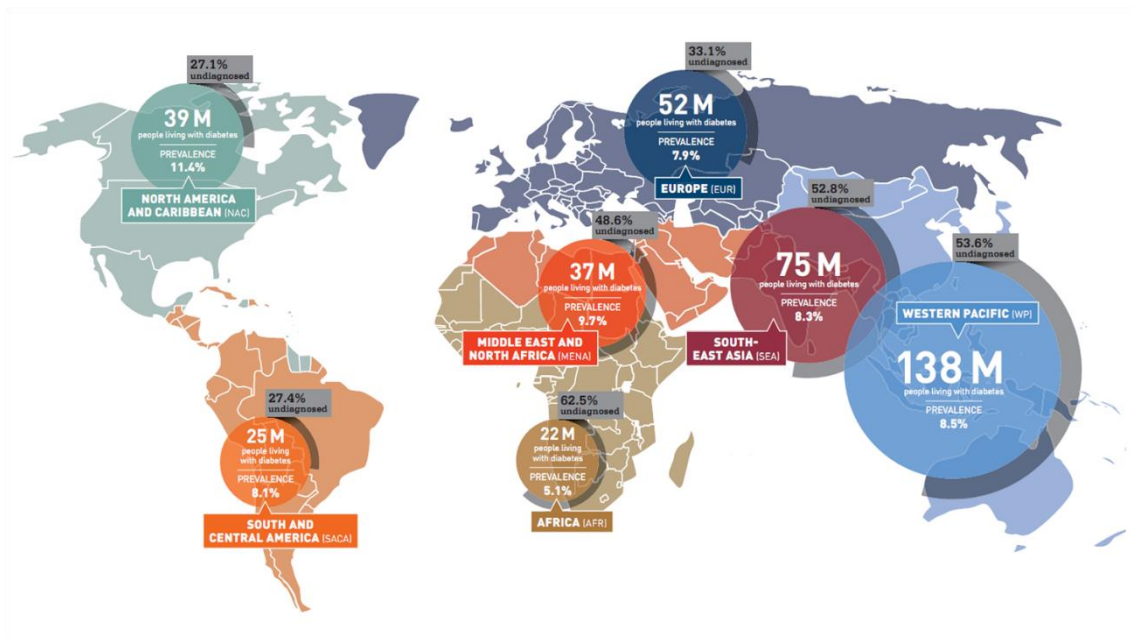 27.1%
undiagnosed
39 M
people living with diabetes
PREVALENCE
11.4%
NORTH AMERICA
AND CARIBBEAN (NAC)
33.1%
undiagnosed
52 M
people living with diabetes
PREVALENCE
7.9%
EUROPE (EUR)
48.6%
undiagnosed
37 M
people living with diabetes
PREVALENCE
9.7%
MIDDLE EAST AND
NORTH AFRICA (MENA)
52.8%
undiagnosed
75 M
people living with diabetes
PREVALENCE
8.3%
SOUTH-
EAST ASIA (SEA)
53.6%
undiagnosed
WESTERN PACIFIC (WP)
138 M
people living with diabetes
PREVALENCE
8.5%
27.4%
undiagnosed
25 M
people living
with diabetes
PREVALENCE
8.1%
SOUTH AND
CENTRAL AMERICA (SACA)
62.5%
undiagnosed
22 M
people living
with diabetes
PREVALENCE
5.1%
AFRICA (AFR)